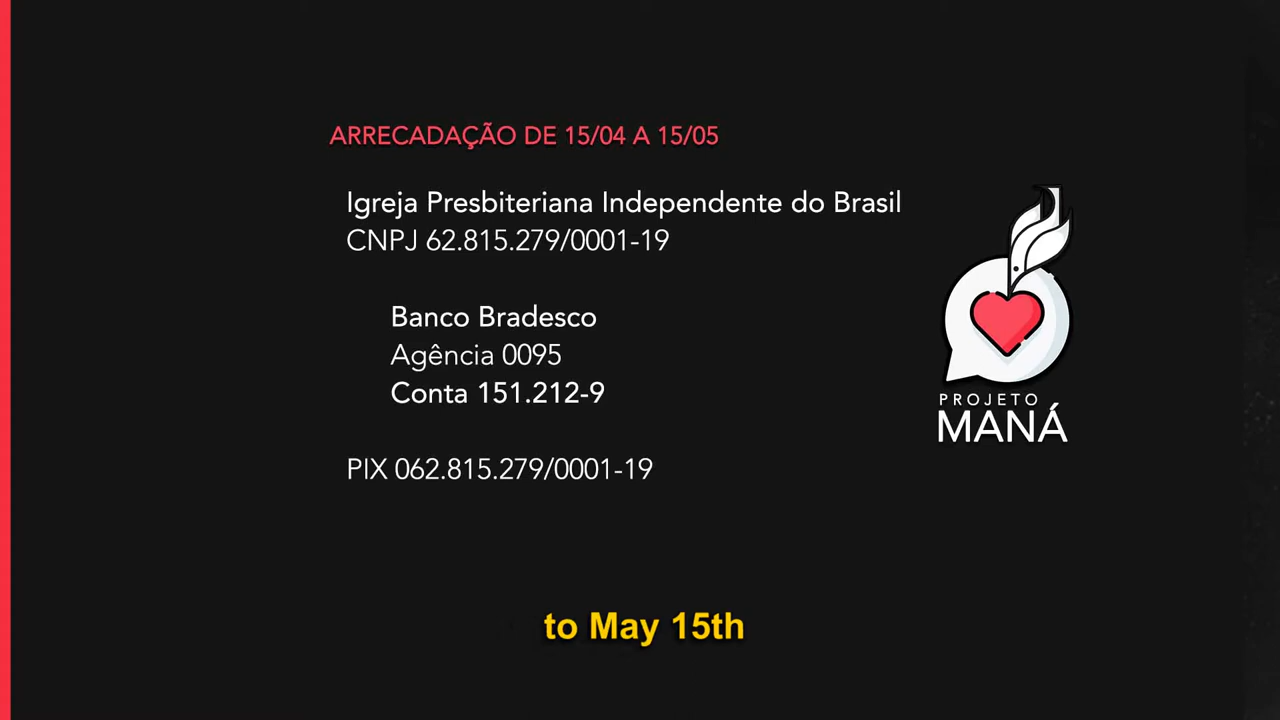 ARRECADAÇÃO DE 15/04 A 15/05
Igreja Presbiteriana Independente do Brasil
CNPJ 62.815.279/0001-19
Banco Bradesco
Agência 0095
Conta 151.212-9
PIX 062.815.279/0001-19
PROJETO
MANÁ
to May 15th